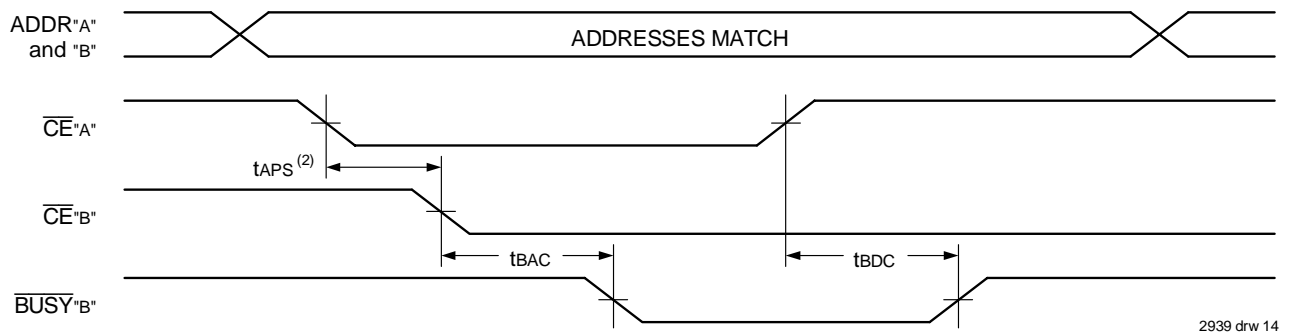 ADDR"A"
and "B"
ADDRESSES MATCH
CE"A"
tAPS (2)
CE"B"
tBAC
tBDC
BUSY"B"
2939 drw 14